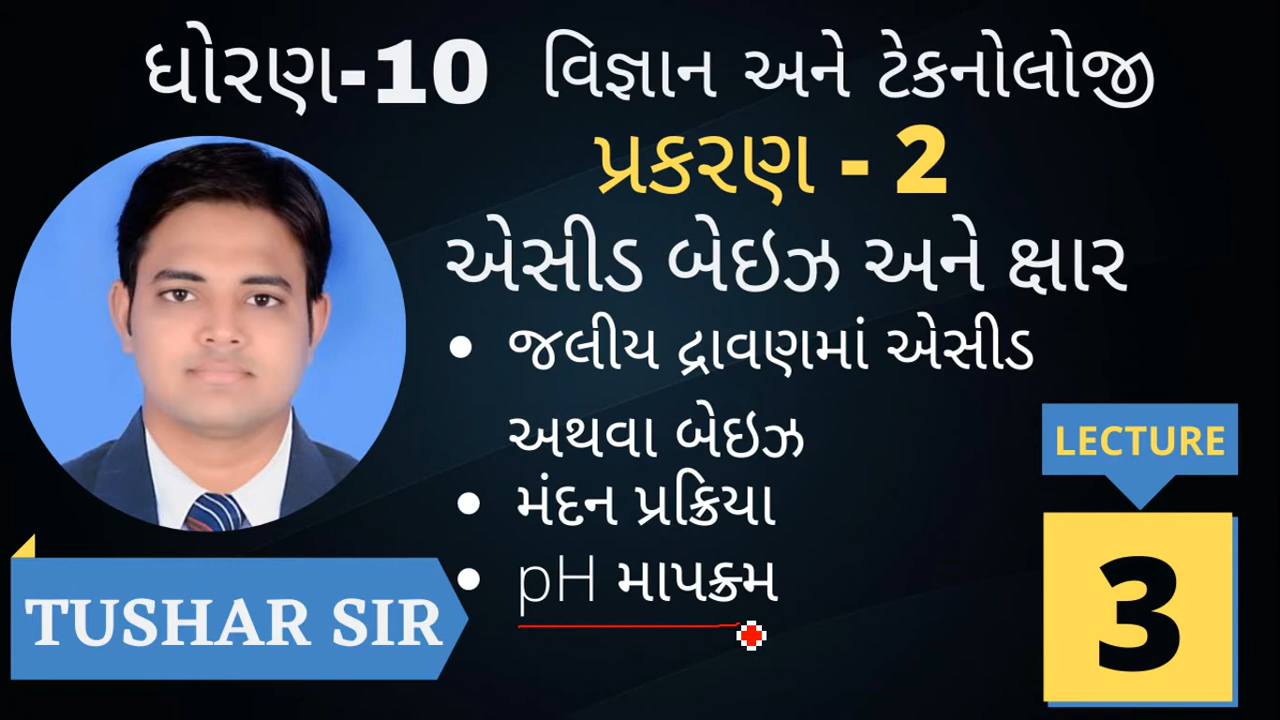 ધોરણ-10 વિજ્ઞાન અને ટેકનોલોજી
પ્રકરણ - 2
એસીડ બેઇઝ અને ક્ષાર
• જલીય દ્રાવણમાં એસીડ
અથવા બેઇઝ
• મંદન પ્રક્રિયા
• pH માપક્રમ
TUSHAR SIR
LECTURE
3